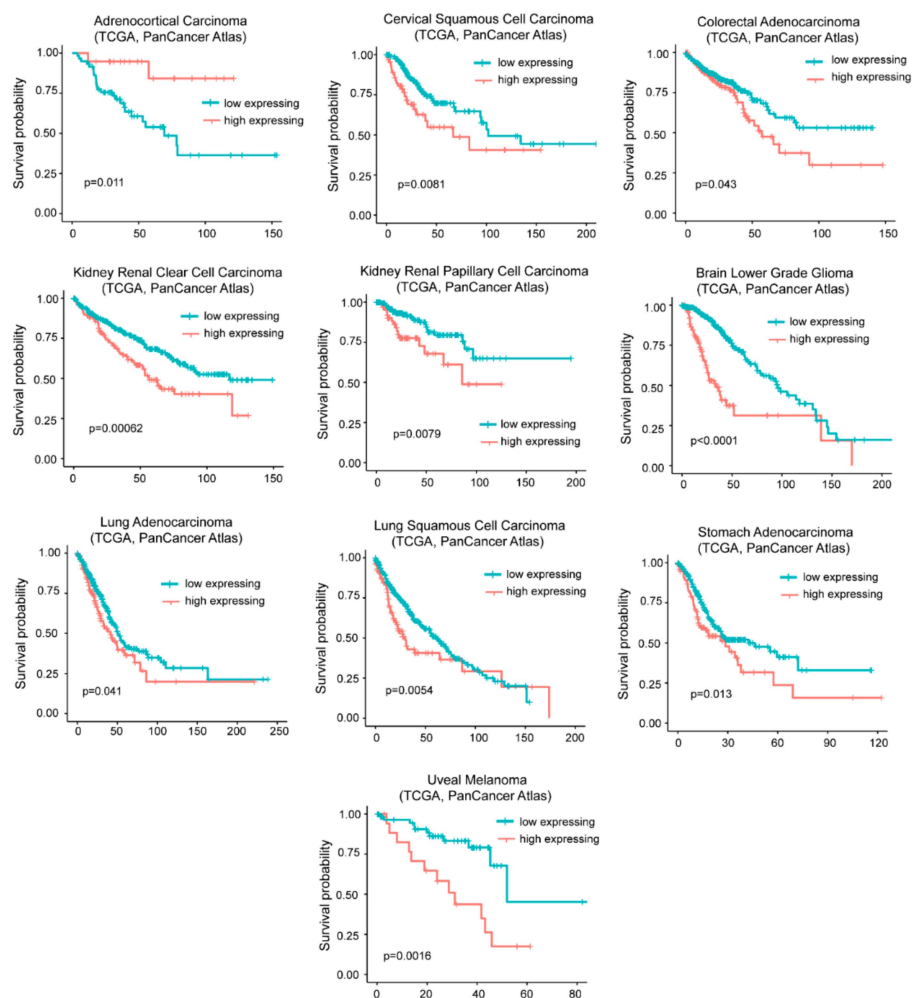 Adrenocortical Carcinoma
(TCGA, PanCancer Atlas)
Survival probability
1.00
0.75
0.50
0.25
0.00
low expressing
high expressing
p=0.011
0 50 100 150
Cervical Squamous Cell Carcinoma
(TCGA, PanCancer Atlas)
Survival probability
1.00
0.75
0.50
0.25
0.00
low expressing
high expressing
p=0.0081
0 50 100 150 200
Colorectal Adenocarcinoma
(TCGA, PanCancer Atlas)
Survival probability
1.00
0.75
0.50
0.25
0.00
low expressing
high expressing
p=0.043
0 50 100 150
Kidney Renal Clear Cell Carcinoma
(TCGA, PanCancer Atlas)
Survival probability
1.00
0.75
0.50
0.25
0.00
low expressing
high expressing
p=0.00062
0 50 100 150
Kidney Renal Papillary Cell Carcinoma
(TCGA, PanCancer Atlas)
Survival probability
1.00
0.75
0.50
0.25
0.00
low expressing
high expressing
p=0.0079
0 50 100 150 200
Brain Lower Grade Glioma
(TCGA, PanCancer Atlas)
Survival probability
1.00
0.75
0.50
0.25
0.00
low expressing
high expressing
p<0.0001
0 50 100 150 200
Lung Adenocarcinoma
(TCGA, PanCancer Atlas)
Survival probability
1.00
0.75
0.50
0.25
0.00
low expressing
high expressing
p=0.041
0 50 100 150 200 250
Lung Squamous Cell Carcinoma
(TCGA, PanCancer Atlas)
Survival probability
1.00
0.75
0.50
0.25
0.00
low expressing
high expressing
p=0.0054
0 50 100 150 200
Stomach Adenocarcinoma
(TCGA, PanCancer Atlas)
Survival probability
1.00
0.75
0.50
0.25
0.00
low expressing
high expressing
p=0.013
0 30 60 90 120
Uveal Melanoma
(TCGA, PanCancer Atlas)
Survival probability
1.00
0.75
0.50
0.25
0.00
low expressing
high expressing
p=0.0016
0 20 40 60 80